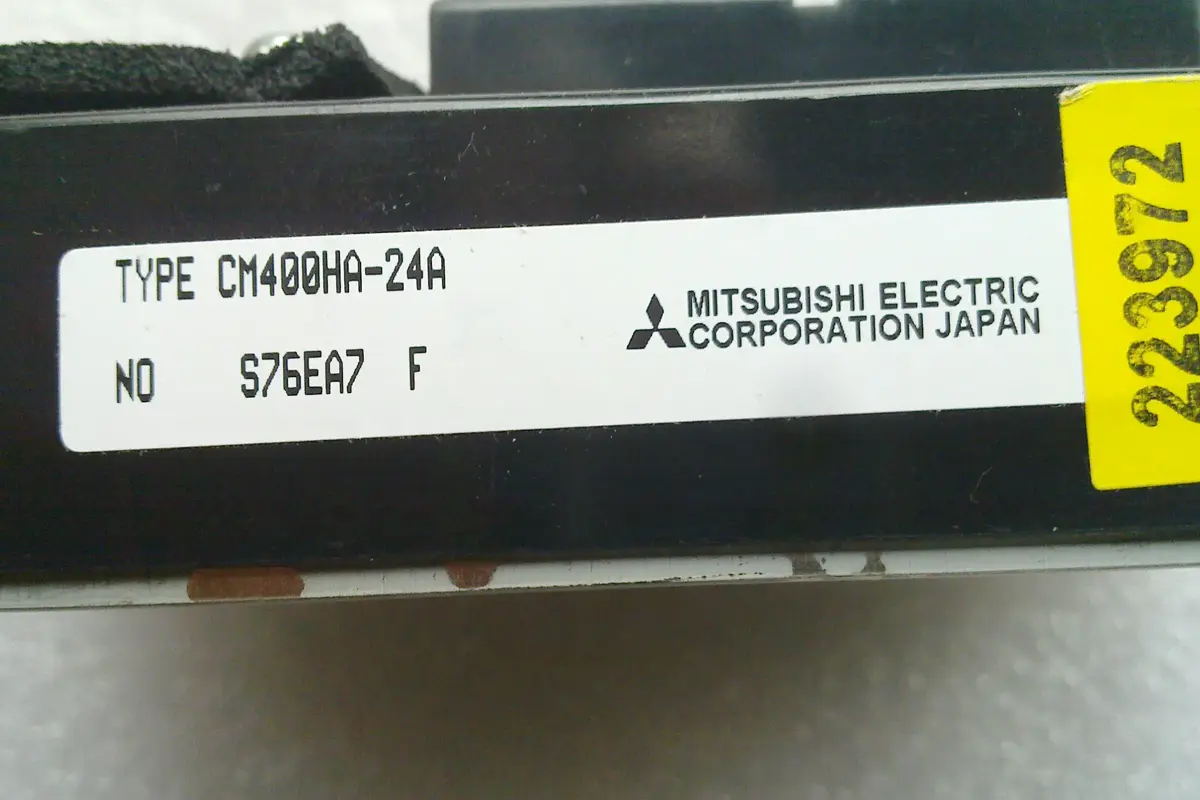 TYPE CM400HA-24A
NO S76EA7 F
MITSUBISHI ELECTRIC
CORPORATION JAPAN
223972